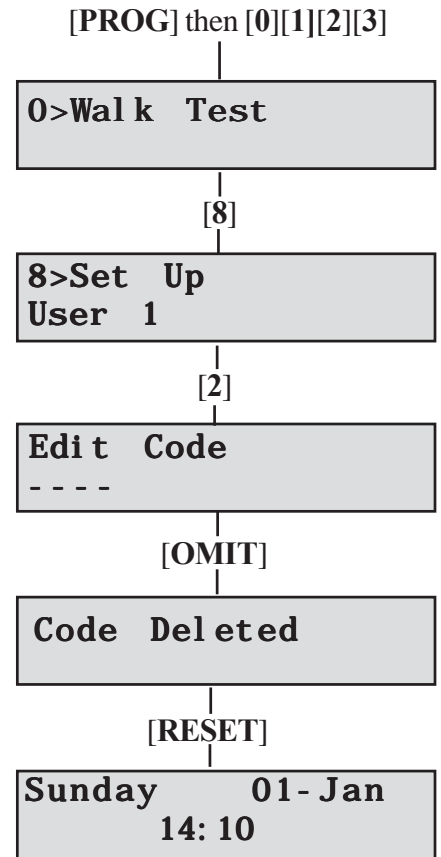 [PROG] then [0][1][2][3]
0>Walk Test
[8]
8>Set Up
User 1
[2]
Edit Code
----
[OMIT]
Code Deleted
[RESET]
Sunday 01-Jan
14:10